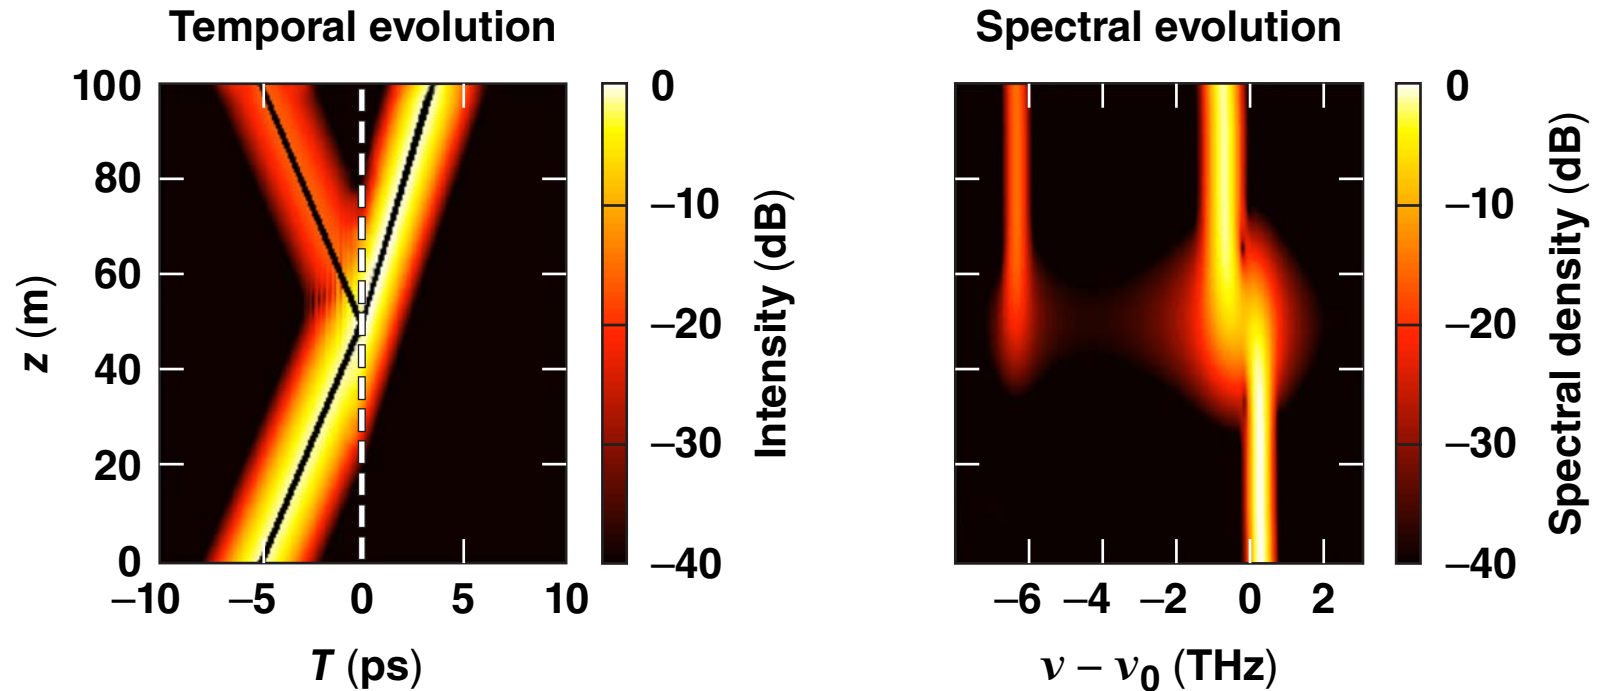 Temporal evolution
100
80
60
40
20
0
z (m)
–10 –5 0 5 10
T (ps)
0
–10
–20
–30
–40
Intensity (dB)
Spectral evolution
–6 –4 –2 0 2
ν – ν0 (THz)
0
–10
–20
–30
–40
Spectral density (dB)